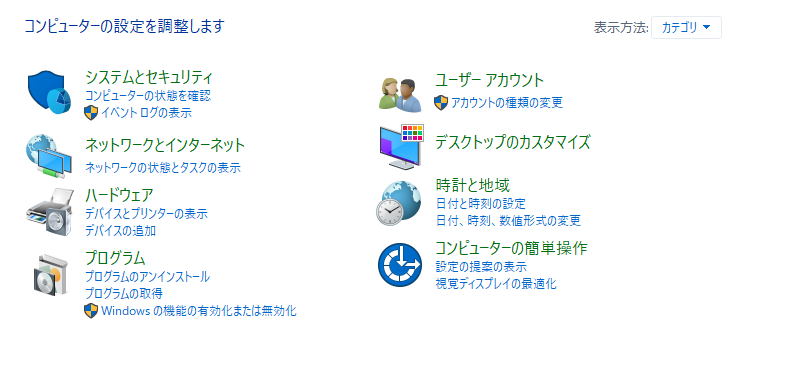 コンピューターの設定を調整します
表示方法: カテゴリ
システムとセキュリティ
コンピューターの状態を確認
イベント ログの表示
ネットワークとインターネット
ネットワークの状態とタスクの表示
ハードウェア
デバイスとプリンターの表示
デバイスの追加
プログラム
プログラムのアンインストール
プログラムの取得
Windows の機能の有効化または無効化
ユーザー アカウント
アカウントの種類の変更
デスクトップのカスタマイズ
時計と地域
日付と時刻の設定
日付、時刻、数値形式の変更
コンピューターの簡単操作
設定の提案の表示
視覚ディスプレイの最適化